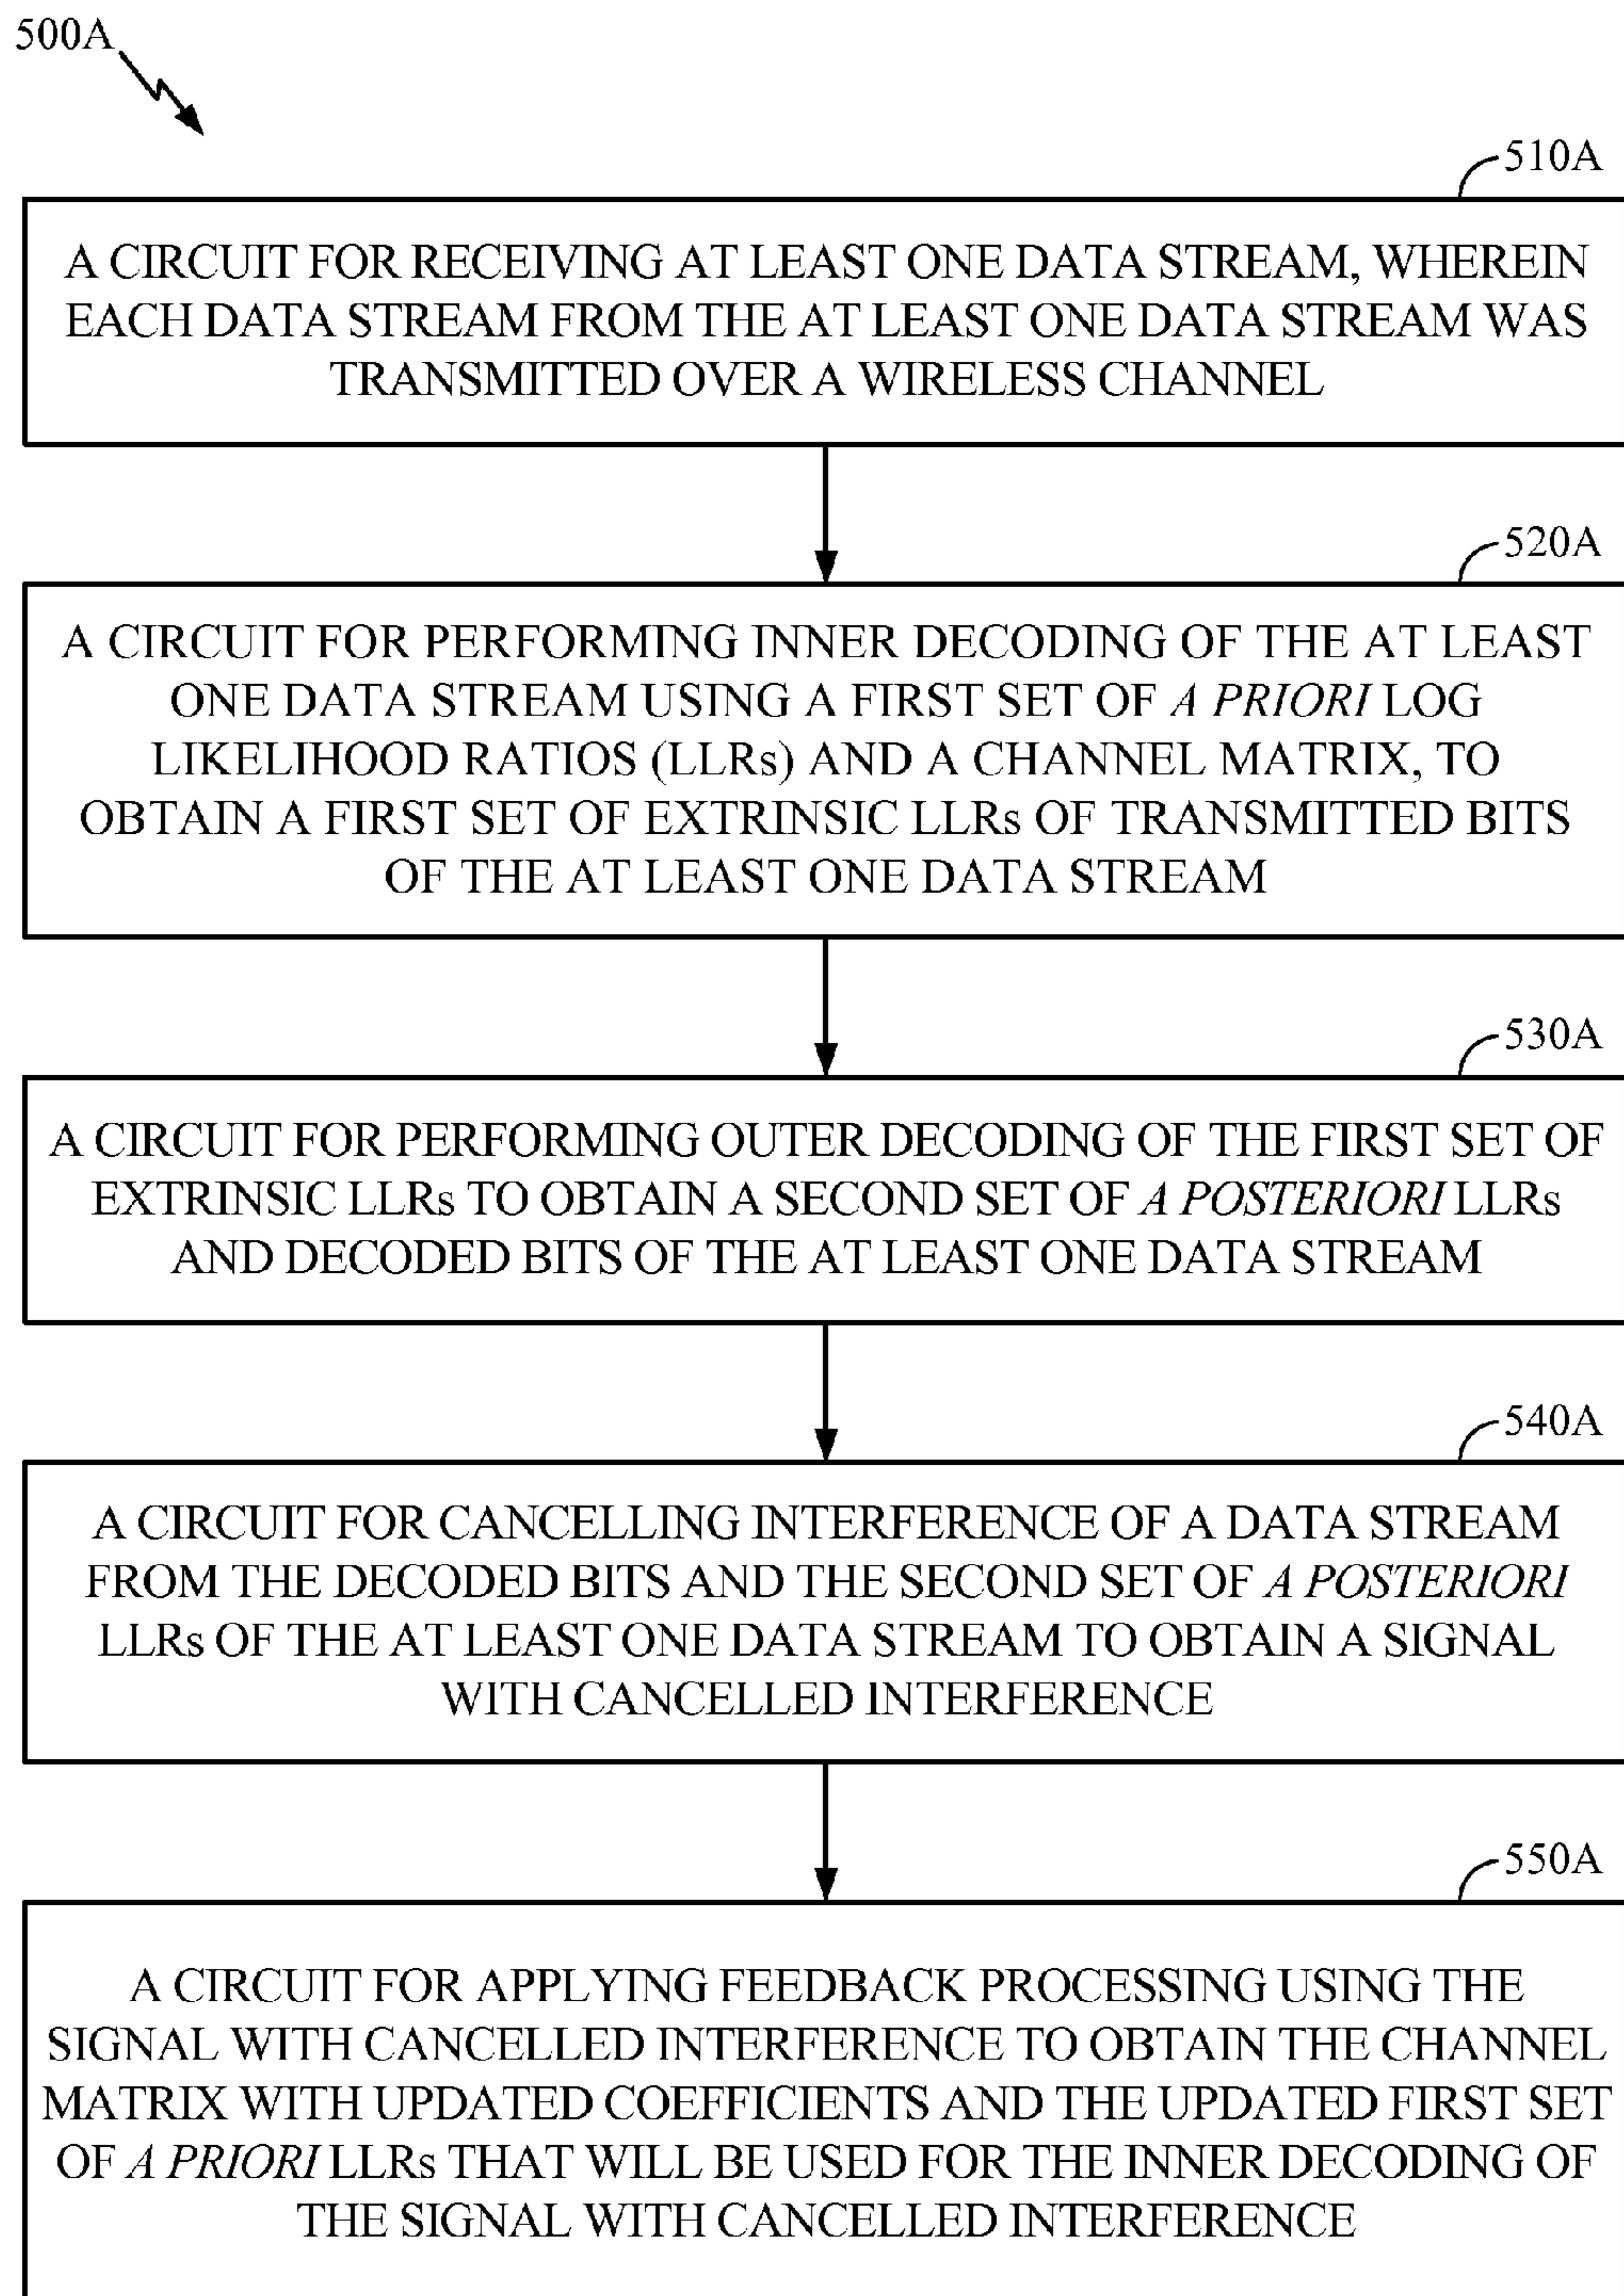 500A
510A
A CIRCUIT FOR RECEIVING AT LEAST ONE DATA STREAM, WHEREIN
EACH DATA STREAM FROM THE AT LEAST ONE DATA STREAM WAS
TRANSMITTED OVER A WIRELESS CHANNEL
520A
A CIRCUIT FOR PERFORMING INNER DECODING OF THE AT LEAST
ONE DATA STREAM USING A FIRST SET OF A PRIORI LOG
LIKELIHOOD RATIOS (LLRs) AND A CHANNEL MATRIX, TO
OBTAIN A FIRST SET OF EXTRINSIC LLRs OF TRANSMITTED BITS
OF THE AT LEAST ONE DATA STREAM
530A
A CIRCUIT FOR PERFORMING OUTER DECODING OF THE FIRST SET OF
EXTRINSIC LLRs TO OBTAIN A SECOND SET OF A POSTERIORI LLRs
AND DECODED BITS OF THE AT LEAST ONE DATA STREAM
540A
A CIRCUIT FOR CANCELLING INTERFERENCE OF A DATA STREAM
FROM THE DECODED BITS AND THE SECOND SET OF A POSTERIORI
LLRs OF THE AT LEAST ONE DATA STREAM TO OBTAIN A SIGNAL
WITH CANCELLED INTERFERENCE
550A
A CIRCUIT FOR APPLYING FEEDBACK PROCESSING USING THE
SIGNAL WITH CANCELLED INTERFERENCE TO OBTAIN THE CHANNEL
MATRIX WITH UPDATED COEFFICIENTS AND THE UPDATED FIRST SET
OF A PRIORI LLRs THAT WILL BE USED FOR THE INNER DECODING OF
THE SIGNAL WITH CANCELLED INTERFERENCE